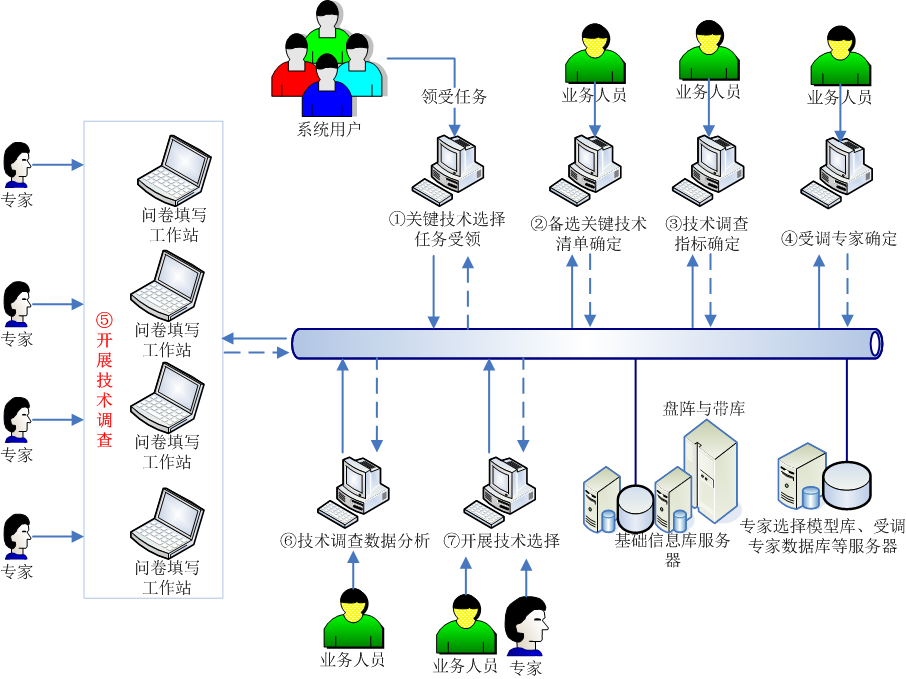 系统用户
领受任务
业务人员
业务人员
业务人员
①关键技术选择
任务受领
②备选关键技术
清单确定
③技术调查
指标确定
④受调专家确定
专家
问卷填写
工作站
专家
问卷填写
工作站
专家
问卷填写
工作站
专家
问卷填写
工作站
⑤
开
展
技
术
调
查
⑥技术调查数据分析
业务人员
⑦开展技术选择
业务人员
专家
盘阵与带库
基础信息库服务
器
专家选择模型库、受调
专家数据库等服务器